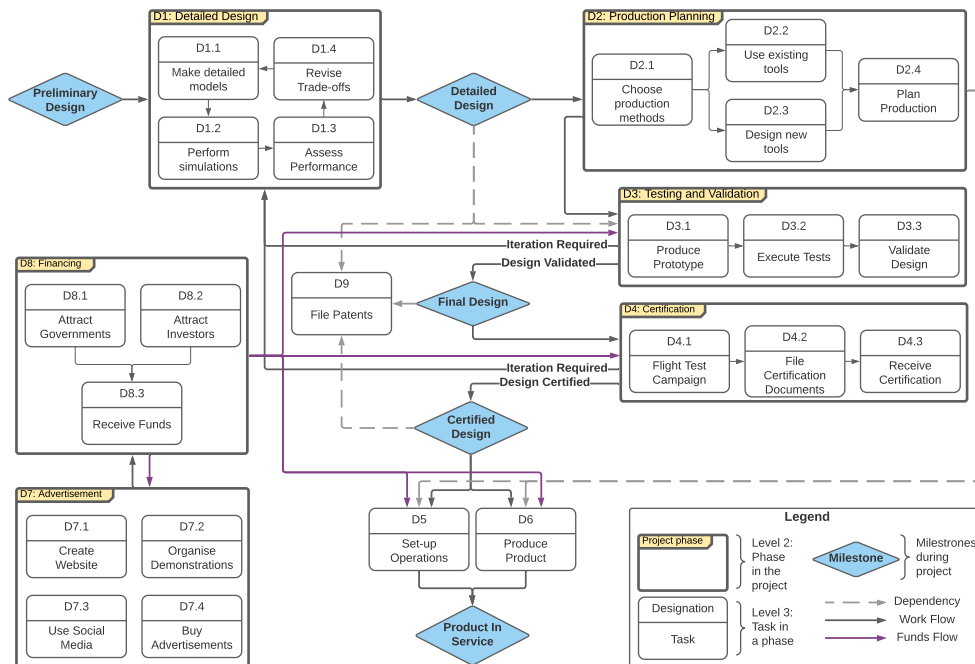 D1: Detailed Design
D2: Production Planning
D1.1
Make detailed
models
D1.4
Revise
Trade-off​s
D1.2
Perform
simulations
D1.3
Assess
Performance
Preliminary
Design
Detailed
Design
D2.1
Choose
production
methods
D2.2
Use existing
tools
D2.3
Design new
tools
D2.4
Plan
Production
D3: Testing and Validation
D3.1
Produce
Prototype
D3.2
Execute Tests
D3.3
Validate
Design
Iteration Required
Design Validated
D8: Financing
D8.1
Attract
Governments
D8.2
Attract
Investors
D8.3
Receive Funds
D9
File Patents
Final Design
D4: Certification
D4.1
Flight Test
Campaign
D4.2
File
Certification
Documents
D4.3
Receive
Certification
Iteration Required
Design Certified
Certified
Design
D7: Advertisement
D7.1
Create
Website
D7.2
Organise
Demonstrations
D7.3
Use Social
Media
D7.4
Buy
Advertisements
D5
Set-up
Operations
D6
Produce
Product
Product In
Service
Legend
Project phase
Level 2:
Phase
in the
project
Milestone
Milestrones
during
project
Designation
Task
Level 3:
Task in
a phase
Dependency
Work Flow
Funds Flow